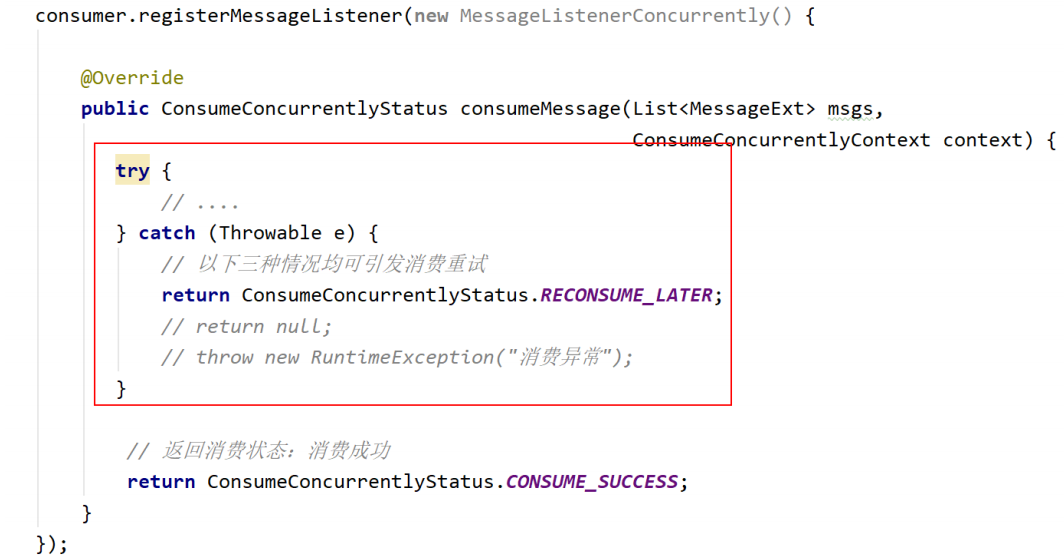 consumer.registerMessageListener(new MessageListenerConcurrently() {
@Override
public ConsumeConcurrentlyStatus consumeMessage(List<MessageExt> msgs,
ConsumeConcurrentlyContext context) {
try {
// ....
} catch (Throwable e) {
// 以下三种情况均可引发消费重试
return ConsumeConcurrentlyStatus.RECONSUME_LATER;
// return null;
// throw new RuntimeException("消费异常");
}
// 返回消费状态：消费成功
return ConsumeConcurrentlyStatus.CONSUME_SUCCESS;
}
});